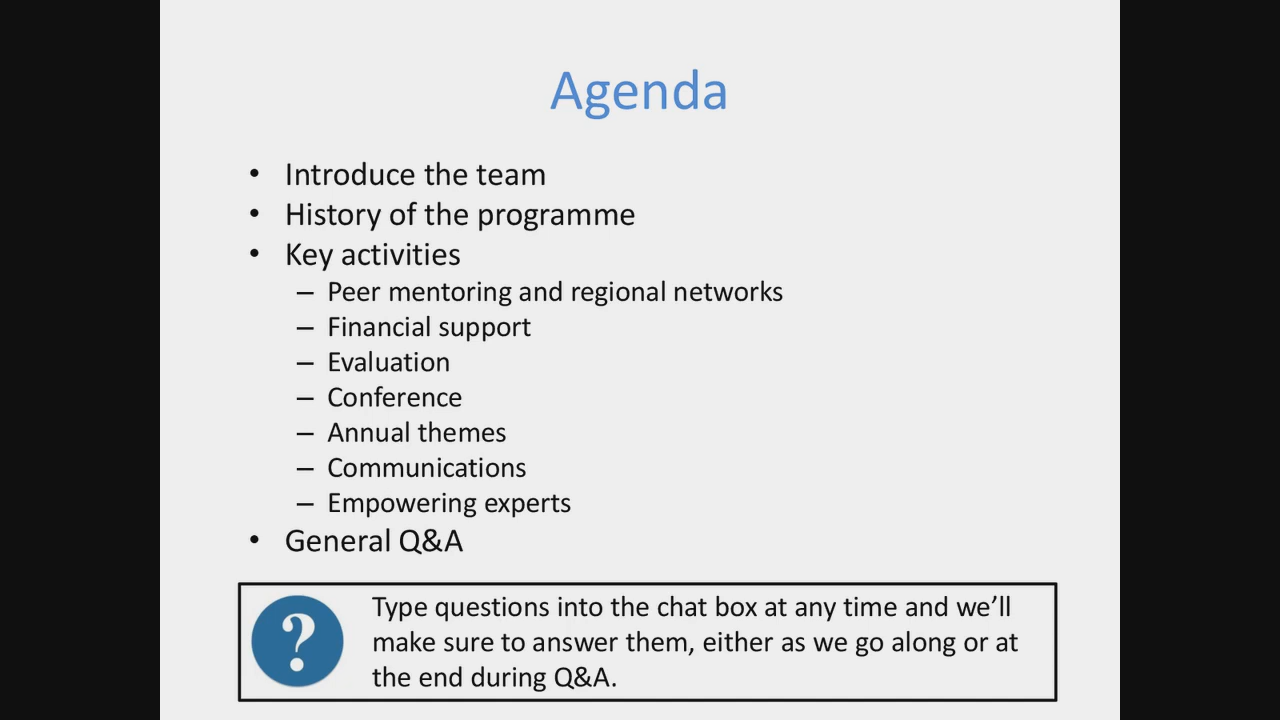 Agenda
• Introduce the team
• History of the programme
• Key activities
– Peer mentoring and regional networks
– Financial support
– Evaluation
– Conference
– Annual themes
– Communications
– Empowering experts
• General Q&A
?
Type questions into the chat box at any time and we’ll
make sure to answer them, either as we go along or at
the end during Q&A.